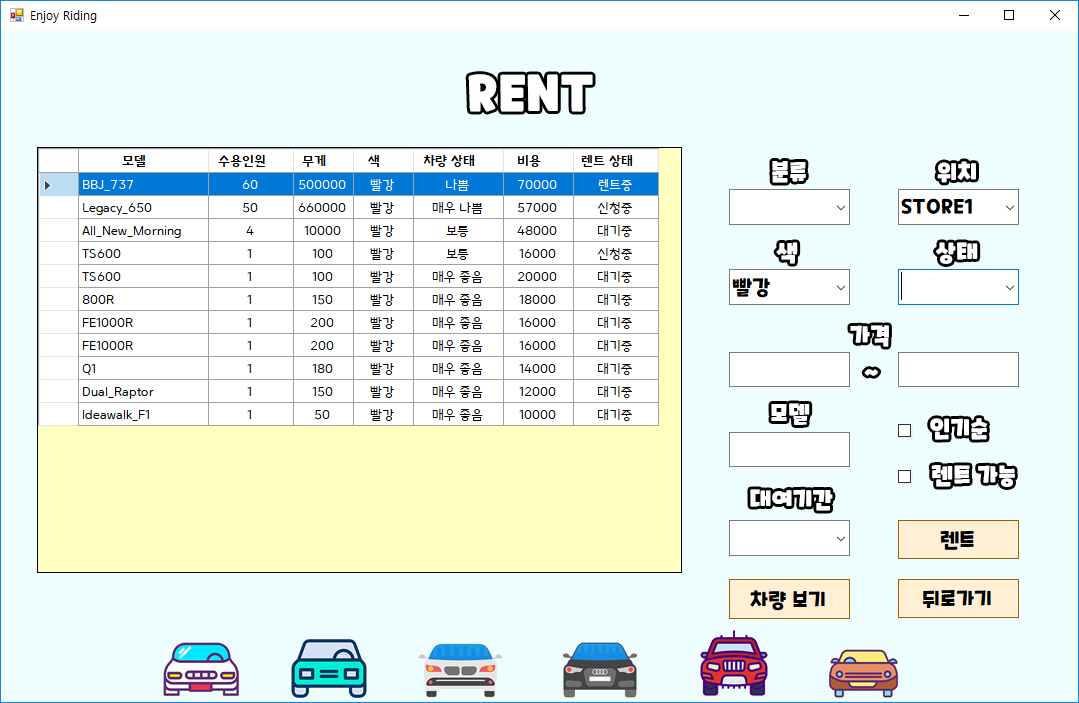 Enjoy Riding
RENT
모델 수용인원 무게 색 차량 상태 비용 렌트 상태
BBJ_737 60 500000 빨강 나쁨 70000 렌트중
Legacy_650 50 660000 빨강 매우 나쁨 57000 신청중
All_New_Morning 4 10000 빨강 보통 48000 대기중
TS600 1 100 빨강 보통 16000 신청중
TS600 1 100 빨강 매우 좋음 20000 대기중
800R 1 150 빨강 매우 좋음 18000 대기중
FE1000R 1 200 빨강 매우 좋음 16000 대기중
FE1000R 1 200 빨강 매우 좋음 16000 대기중
Q1 1 180 빨강 매우 좋음 14000 대기중
Dual_Raptor 1 150 빨강 매우 좋음 12000 대기중
Ideawalk_F1 1 50 빨강 매우 좋음 10000 대기중
분류 위치
STORE1
색 상태
빨강
가격
~
모델
인기순
렌트 가능
대여기간
렌트
차량 보기 뒤로가기